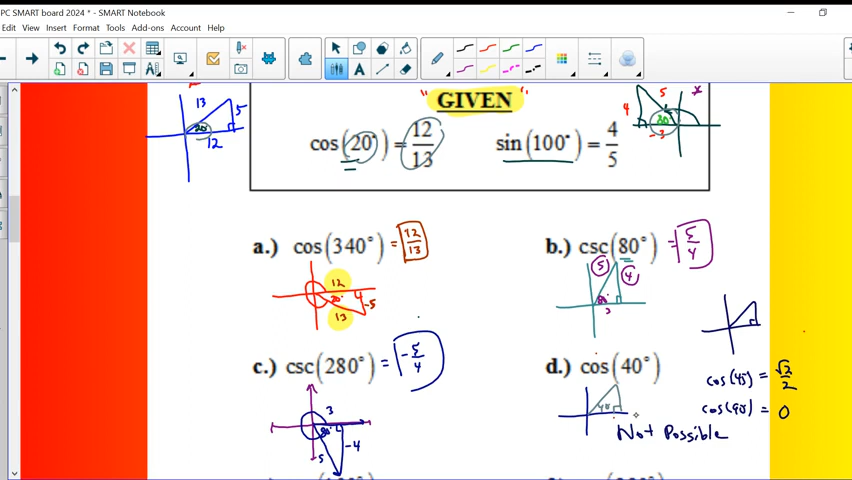 PC SMART board 2024 * - SMART Notebook
Edit View Insert Format Tools Add-ons Account Help
"GIVEN"
13
5
20°
12
cos(20°) = 12/13
sin(100°) = 4/5
5
4
80°
-3
x
a.) cos(340°) = 12/13
12
20°
-5
13
b.) csc(80°) = 5/4
5
4
80°
3
c.) csc(280°) = -5/4
3
80°
-4
5
d.) cos(40°)
40°
Not Possible
cos(45) = √2/2
cos(90) = 0